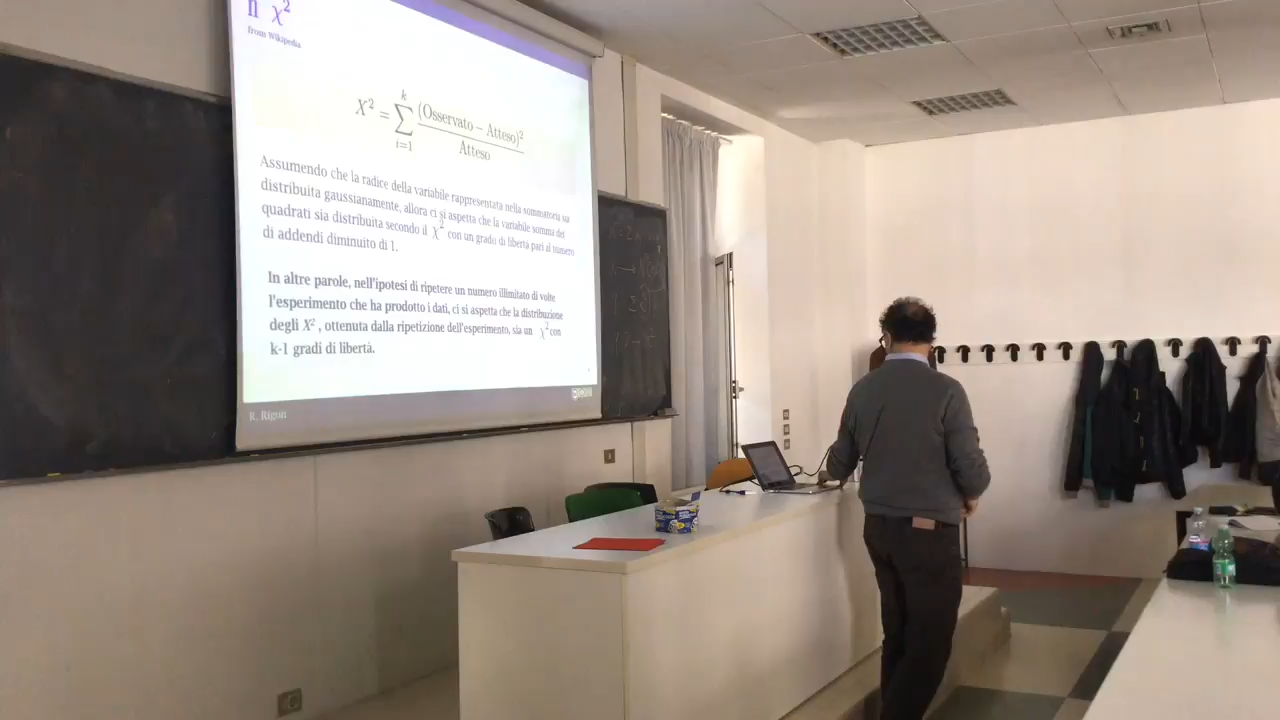 n χ²
from Wikipedia
X² = ∑ᵢ₌₁ᵏ (Osservato − Atteso)² / Atteso
Assumendo che la radice della variabile rappresentata nella sommatoria sia
distribuita gaussianamente, allora ci si aspetta che la variabile somma dei
quadrati sia distribuita secondo il χ² con un grado di libertà pari al numero
di addendi diminuito di 1.
In altre parole, nell'ipotesi di ripetere un numero illimitato di volte
l'esperimento che ha prodotto i dati, ci si aspetta che la distribuzione
degli X² , ottenuta dalla ripetizione dell'esperimento, sia un χ² con
k-1 gradi di libertà.
R. Rigon